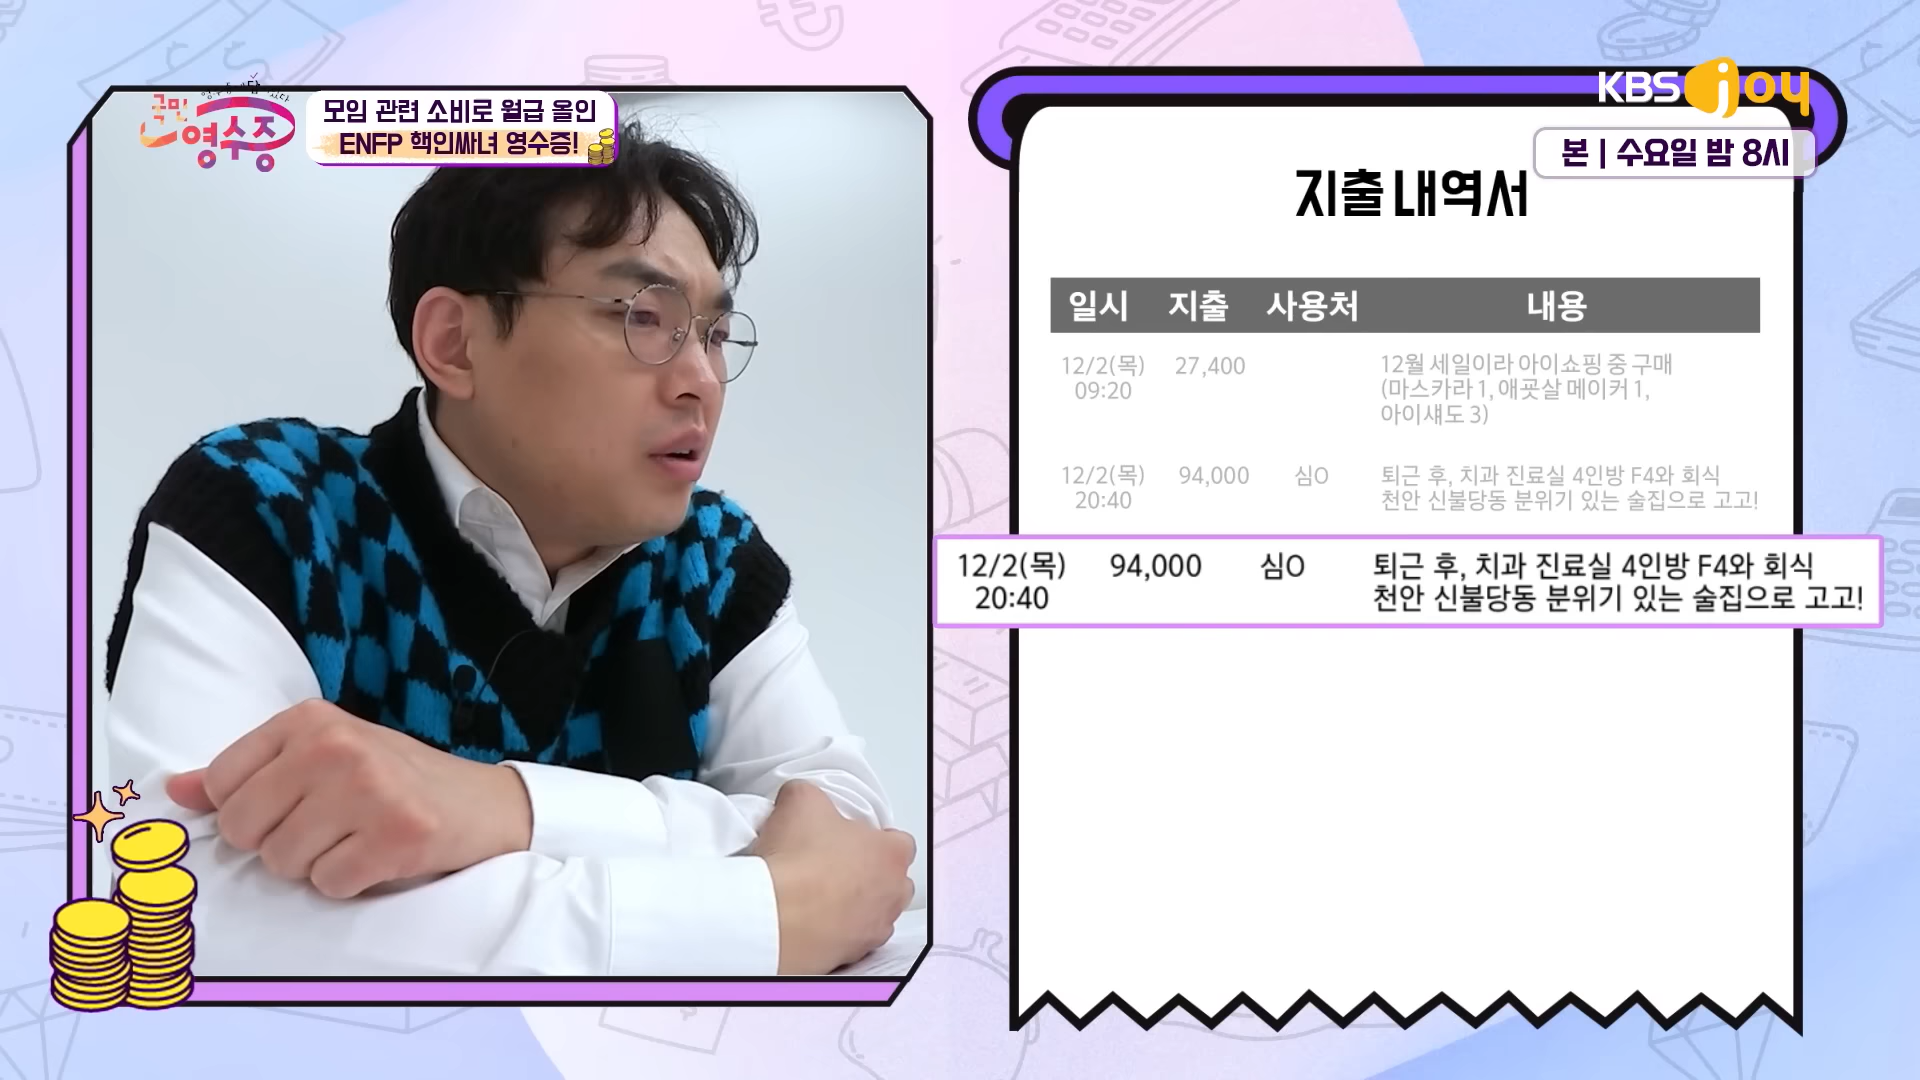 국민
영수증
모임 관련 소비로 월급 올인
ENFP 핵인싸녀 영수증!
KBS joy
본 | 수요일 밤 8시
지출 내역서
일시 지출 사용처 내용
12/2(목) 27,400 12월 세일이라 아이쇼핑 중 구매
09:20 (마스카라 1, 애굣살 메이커 1,
아이섀도 3)
12/2(목) 94,000 심O 퇴근 후, 치과 진료실 4인방 F4와 회식
20:40 천안 신불당동 분위기 있는 술집으로 고고!
12/2(목) 94,000 심O 퇴근 후, 치과 진료실 4인방 F4와 회식
20:40 천안 신불당동 분위기 있는 술집으로 고고!